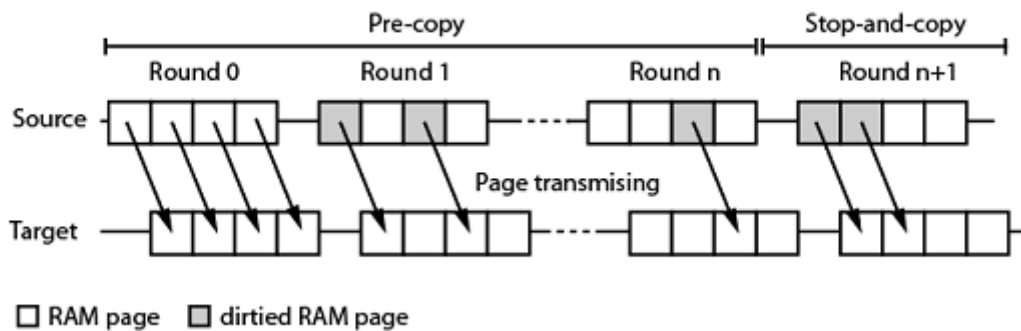 Pre-copy Stop-and-copy
Round 0 Round 1 Round n Round n+1
Source
Page transmising
Target
RAM page dirtied RAM page